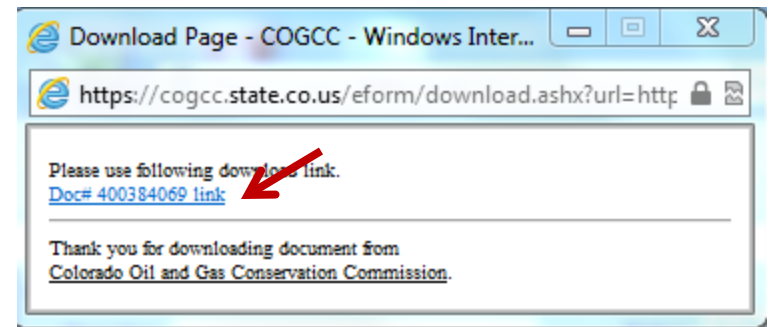 Download Page - COGCC - Windows Inter...
https://cogcc.state.co.us/eform/download.ashx?url=http
Please use following download link.
Doc# 400384069 link
Thank you for downloading document from
Colorado Oil and Gas Conservation Commission.